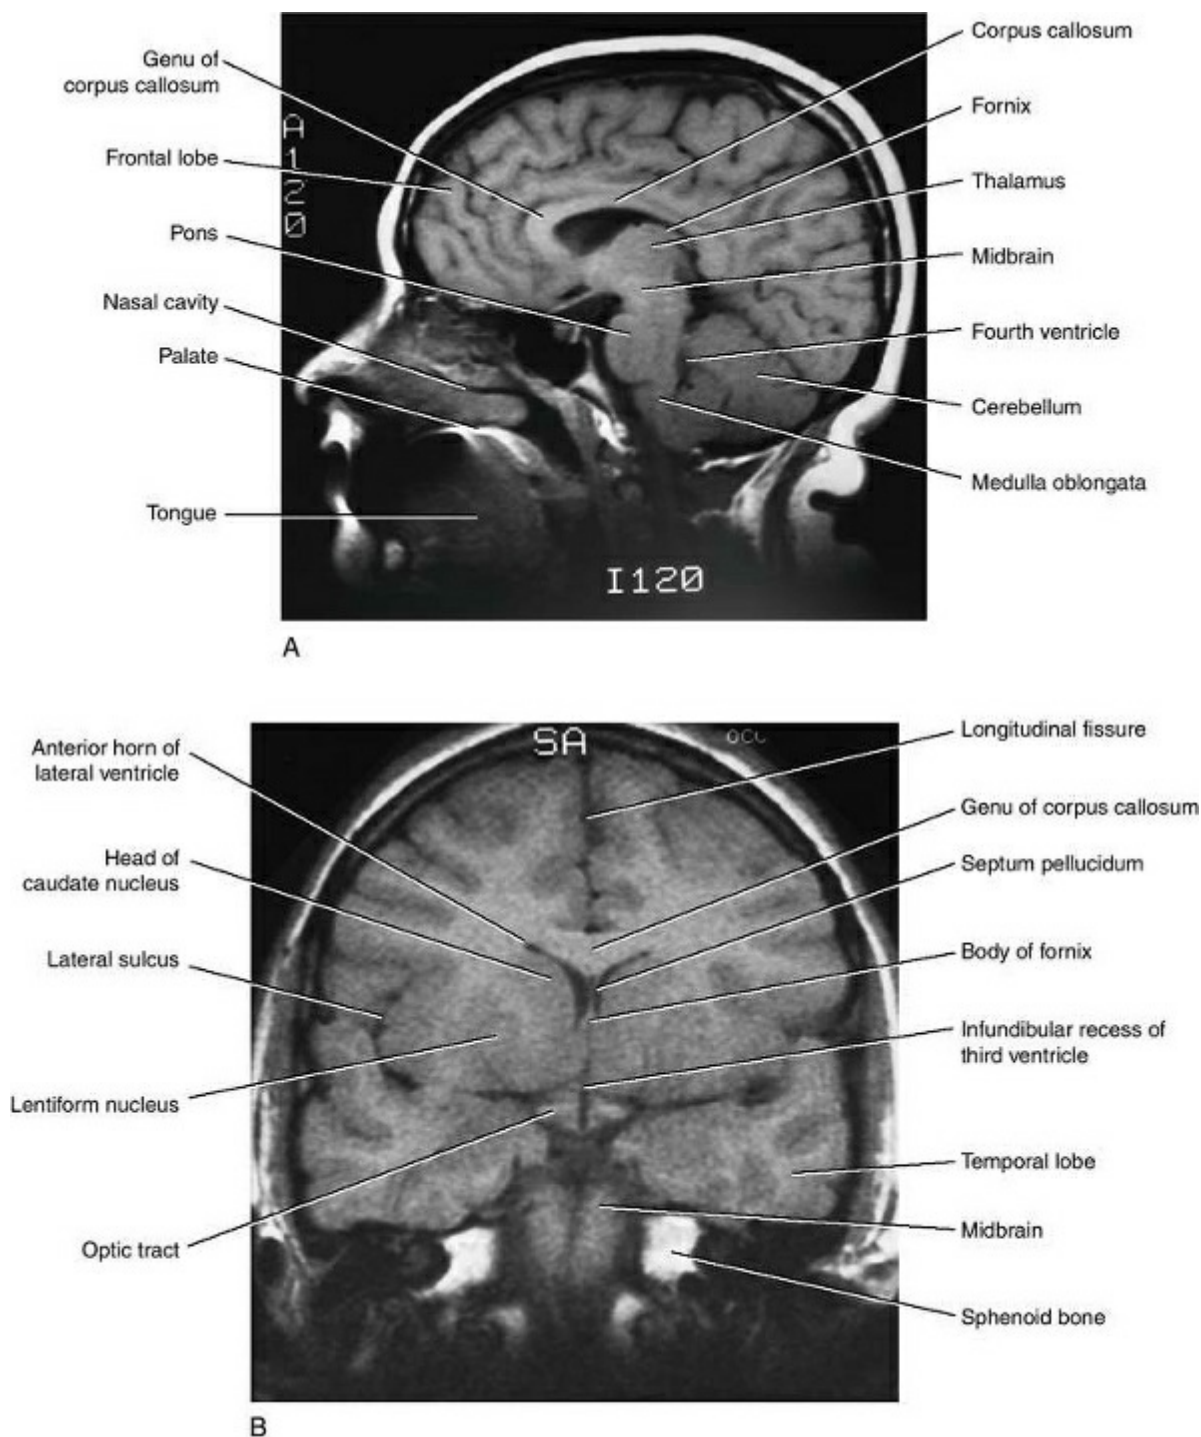 Genu of
corpus callosum
Frontal lobe
Pons
Nasal cavity
Palate
Tongue
Corpus callosum
Fornix
Thalamus
Midbrain
Fourth ventricle
Cerebellum
Medulla oblongata
A
1
2
0
I120
A
Anterior horn of
lateral ventricle
Head of
caudate nucleus
Lateral sulcus
Lentiform nucleus
Optic tract
SA
Longitudinal fissure
Genu of corpus callosum
Septum pellucidum
Body of fornix
Infundibular recess of
third ventricle
Temporal lobe
Midbrain
Sphenoid bone
B